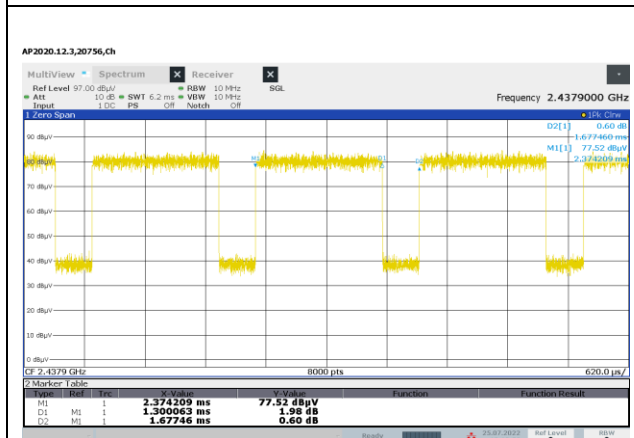 AP2020.12.3,20756,Ch
MultiView Spectrum X Receiver X
Ref Level 97.00 dBµV RBW 10 MHz SGL
Att 10 dB SWT 6.2 ms VBW 10 MHz Frequency 2.4379000 GHz
Input 1 DC PS Off Notch Off
1 Zero Span 1Pk Clrw
D2[1] 0.60 dB
90 dBµV 1.677460 ms
M1[1] 77.52 dBµV
80 dBµV M1 D1 D2 2.374209 ms
70 dBµV
60 dBµV
50 dBµV
40 dBµV
30 dBµV
20 dBµV
10 dBµV
0 dBµV
CF 2.4379 GHz 8000 pts 620.0 µs/
2 Marker Table
Type Ref Trc X-Value Y-Value Function Function Result
M1 1 2.374209 ms 77.52 dBµV
D1 M1 1 1.300063 ms 1.98 dB
D2 M1 1 1.67746 ms 0.60 dB
Ready 23.07.2022 Ref Level RBW